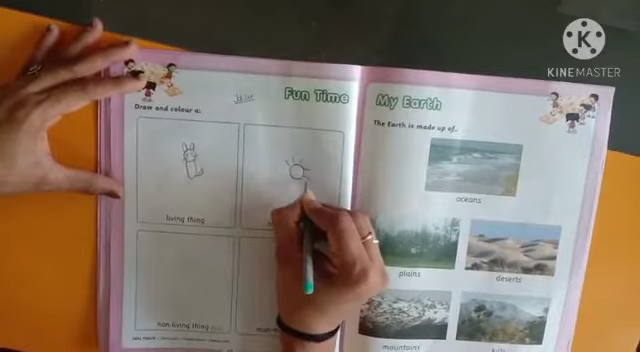 K
KINEMASTER
Fun Time
Draw and colour a:
living thing
non-living thing
My Earth
The Earth is made up of..
oceans
plains
deserts
mountains